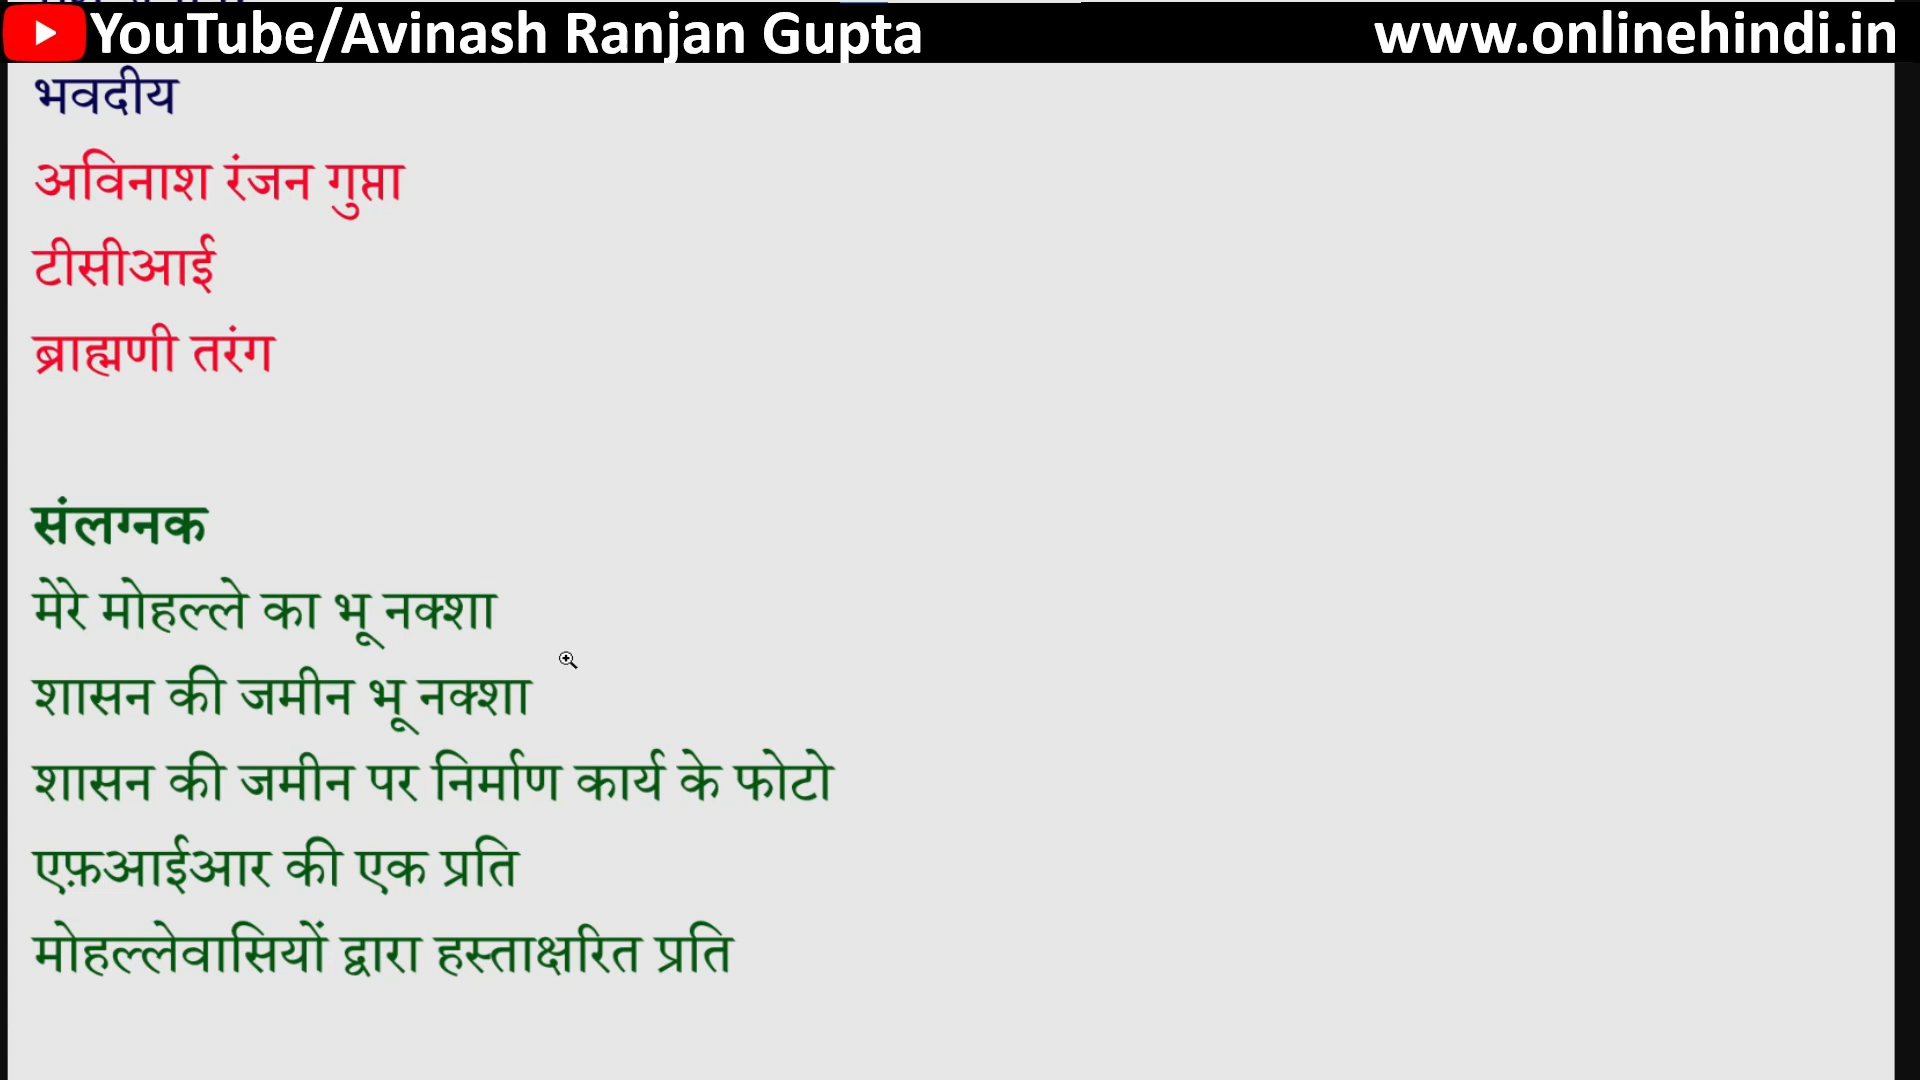 YouTube/Avinash Ranjan Gupta
www.onlinehindi.in
भवदीय
अविनाश रंजन गुप्ता
टीसीआई
ब्राह्मणी तरंग
संलग्नक
मेरे मोहल्ले का भू नक्शा
शासन की जमीन भू नक्शा
शासन की जमीन पर निर्माण कार्य के फोटो
एफ़आईआर की एक प्रति
मोहल्लेवासियों द्वारा हस्ताक्षरित प्रति